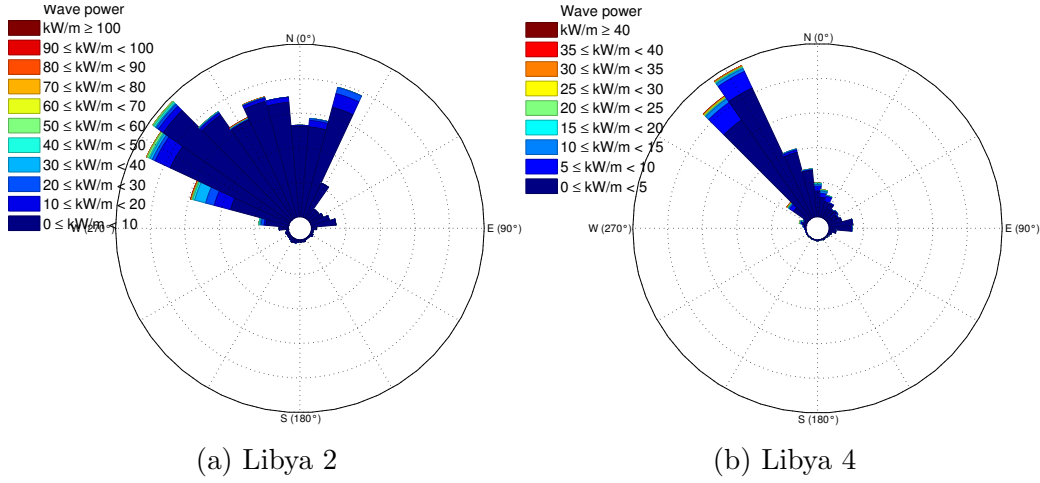 Wave power
kW/m ≥ 100
90 ≤ kW/m < 100
80 ≤ kW/m < 90
70 ≤ kW/m < 80
60 ≤ kW/m < 70
50 ≤ kW/m < 60
40 ≤ kW/m < 50
30 ≤ kW/m < 40
20 ≤ kW/m < 30
10 ≤ kW/m < 20
0 ≤ kW/m < 10
N (0°)
W (270°)
E (90°)
S (180°)
(a) Libya 2
Wave power
kW/m ≥ 40
35 ≤ kW/m < 40
30 ≤ kW/m < 35
25 ≤ kW/m < 30
20 ≤ kW/m < 25
15 ≤ kW/m < 20
10 ≤ kW/m < 15
5 ≤ kW/m < 10
0 ≤ kW/m < 5
N (0°)
W (270°)
E (90°)
S (180°)
(b) Libya 4